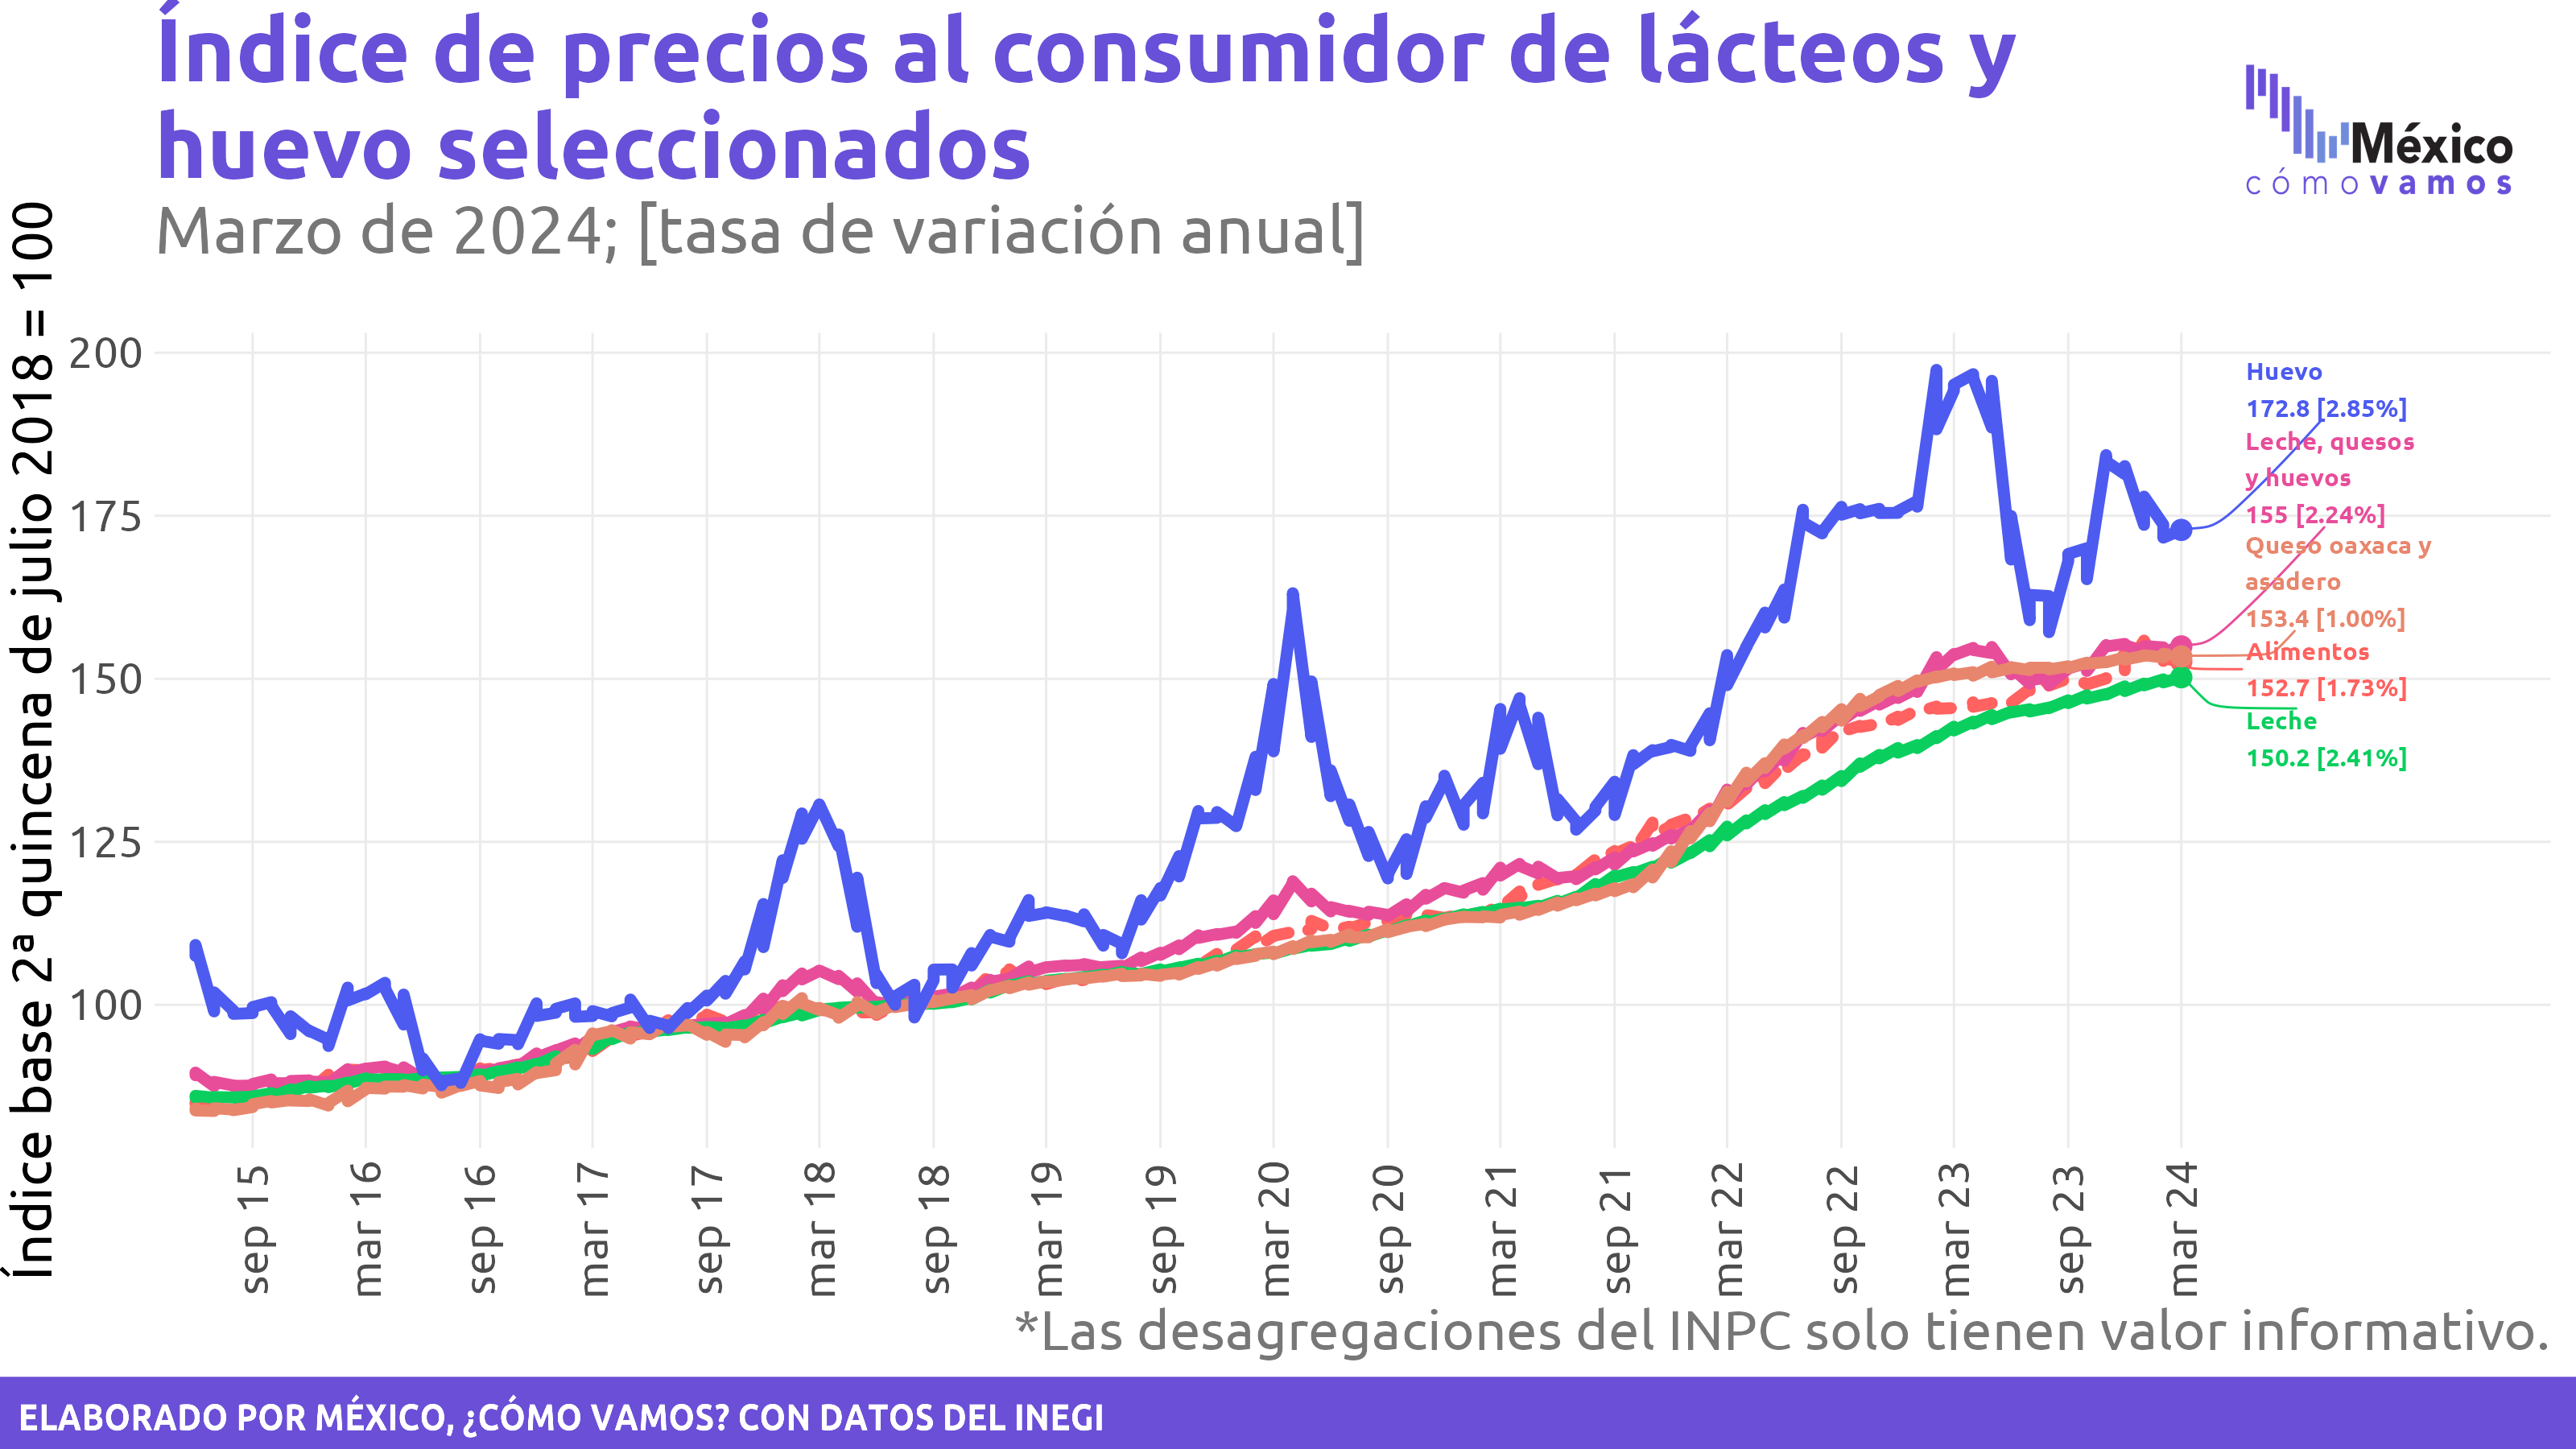 Índice de precios al consumidor de lácteos y
huevo seleccionados
Marzo de 2024; [tasa de variación anual]
México
cómo vamos
Índice base 2ª quincena de julio 2018 = 100
200
175
150
125
100
Huevo
172.8 [2.85%]
Leche, quesos
y huevos
155 [2.24%]
Queso oaxaca y
asadero
153.4 [1.00%]
Alimentos
152.7 [1.73%]
Leche
150.2 [2.41%]
sep 15
mar 16
sep 16
mar 17
sep 17
mar 18
sep 18
mar 19
sep 19
mar 20
sep 20
mar 21
sep 21
mar 22
sep 22
mar 23
sep 23
mar 24
*Las desagregaciones del INPC solo tienen valor informativo.
ELABORADO POR MÉXICO, ¿CÓMO VAMOS? CON DATOS DEL INEGI